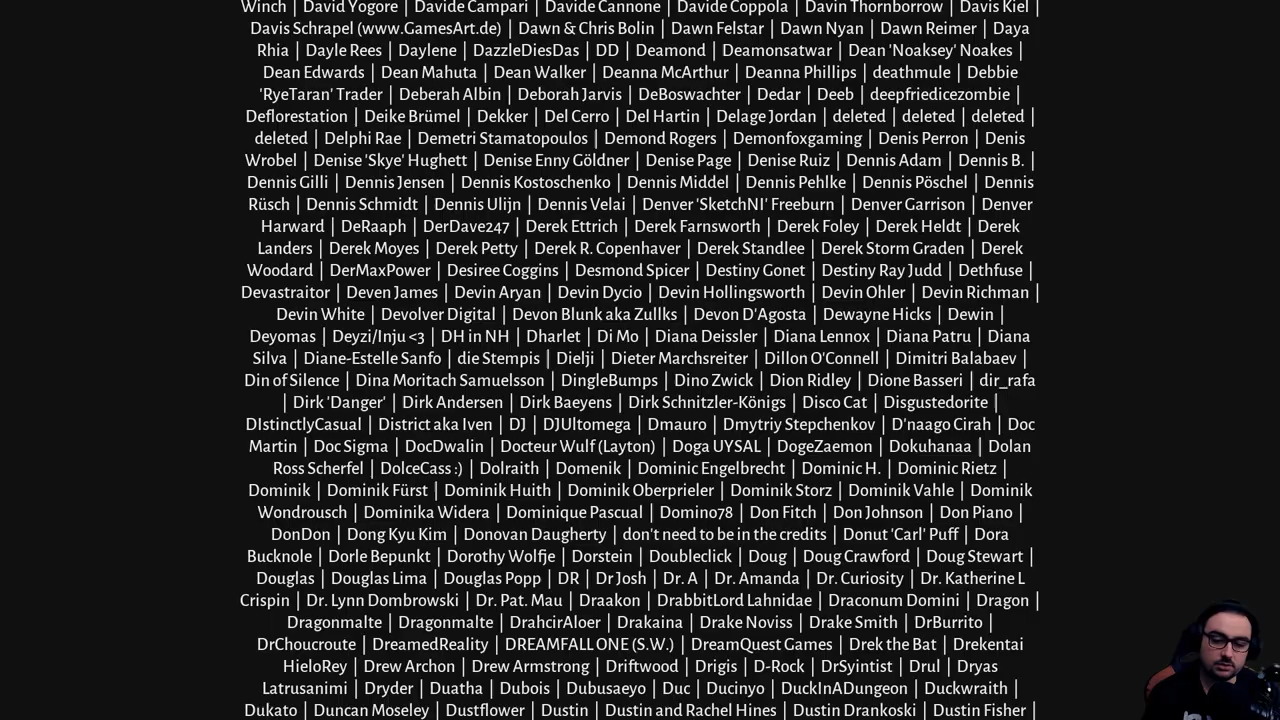 Winch | David Yogore | Davide Campari | Davide Cannone | Davide Coppola | Davin Thornborrow | Davis Kiel |
Davis Schrapel (www.GamesArt.de) | Dawn & Chris Bolin | Dawn Felstar | Dawn Nyan | Dawn Reimer | Daya
Rhia | Dayle Rees | Daylene | DazzleDiesDas | DD | Deamond | Deamonsatwar | Dean 'Noaksey' Noakes |
Dean Edwards | Dean Mahuta | Dean Walker | Deanna McArthur | Deanna Phillips | deathmule | Debbie
'RyeTaran' Trader | Deberah Albin | Deborah Jarvis | DeBoswachter | Dedar | Deeb | deepfriedicezombie |
Deflorestation | Deike Brümel | Dekker | Del Cerro | Del Hartin | Delage Jordan | deleted | deleted | deleted |
deleted | Delphi Rae | Demetri Stamatopoulos | Demond Rogers | Demonfoxgaming | Denis Perron | Denis
Wrobel | Denise 'Skye' Hughett | Denise Enny Göldner | Denise Page | Denise Ruiz | Dennis Adam | Dennis B. |
Dennis Gilli | Dennis Jensen | Dennis Kostoschenko | Dennis Middel | Dennis Pehlke | Dennis Pöschel | Dennis
Rüsch | Dennis Schmidt | Dennis Ulijn | Dennis Velai | Denver 'SketchNI' Freeburn | Denver Garrison | Denver
Harward | DeRaaph | DerDave247 | Derek Ettrich | Derek Farnsworth | Derek Foley | Derek Heldt | Derek
Landers | Derek Moyes | Derek Petty | Derek R. Copenhaver | Derek Standlee | Derek Storm Graden | Derek
Woodard | DerMaxPower | Desiree Coggins | Desmond Spicer | Destiny Gonet | Destiny Ray Judd | Dethfuse |
Devastraitor | Deven James | Devin Aryan | Devin Dycio | Devin Hollingsworth | Devin Ohler | Devin Richman |
Devin White | Devolver Digital | Devon Blunk aka Zullks | Devon D'Agosta | Dewayne Hicks | Dewin |
Deyomas | Deyzi/Inju <3 | DH in NH | Dharlet | Di Mo | Diana Deissler | Diana Lennox | Diana Patru | Diana
Silva | Diane-Estelle Sanfo | die Stempis | Dielji | Dieter Marchsreiter | Dillon O'Connell | Dimitri Balabaev |
Din of Silence | Dina Moritach Samuelsson | DingleBumps | Dino Zwick | Dion Ridley | Dione Basseri | dir_rafa
| Dirk 'Danger' | Dirk Andersen | Dirk Baeyens | Dirk Schnitzler-Königs | Disco Cat | Disgustedorite |
DIstinctlyCasual | District aka Iven | DJ | DJUltomega | Dmauro | Dmytriy Stepchenkov | D'naago Cirah | Doc
Martin | Doc Sigma | DocDwalin | Docteur Wulf (Layton) | Doga UYSAL | DogeZaemon | Dokuhanaa | Dolan
Ross Scherfel | DolceCass :) | Dolraith | Domenik | Dominic Engelbrecht | Dominic H. | Dominic Rietz |
Dominik | Dominik Fürst | Dominik Huith | Dominik Oberprieler | Dominik Storz | Dominik Vahle | Dominik
Wondrousch | Dominika Widera | Dominique Pascual | Domino78 | Don Fitch | Don Johnson | Don Piano |
DonDon | Dong Kyu Kim | Donovan Daugherty | don't need to be in the credits | Donut 'Carl' Puff | Dora
Bucknole | Dorle Bepunkt | Dorothy Wolfje | Dorstein | Doubleclick | Doug | Doug Crawford | Doug Stewart |
Douglas | Douglas Lima | Douglas Popp | DR | Dr Josh | Dr. A | Dr. Amanda | Dr. Curiosity | Dr. Katherine L
Crispin | Dr. Lynn Dombrowski | Dr. Pat. Mau | Draakon | DrabbitLord Lahnidae | Draconum Domini | Dragon |
Dragonmalte | Dragonmalte | DrahcirAloer | Drakaina | Drake Noviss | Drake Smith | DrBurrito |
DrChoucroute | DreamedReality | DREAMFALL ONE (S.W.) | DreamQuest Games | Drek the Bat | Drekentai
HieloRey | Drew Archon | Drew Armstrong | Driftwood | Drigis | D-Rock | DrSyintist | Drul | Dryas
Latrusanimi | Dryder | Duatha | Dubois | Dubusaeyo | Duc | Ducinyo | DuckInADungeon | Duckwraith |
Dukato | Duncan Moseley | Dustflower | Dustin | Dustin and Rachel Hines | Dustin Drankoski | Dustin Fisher |